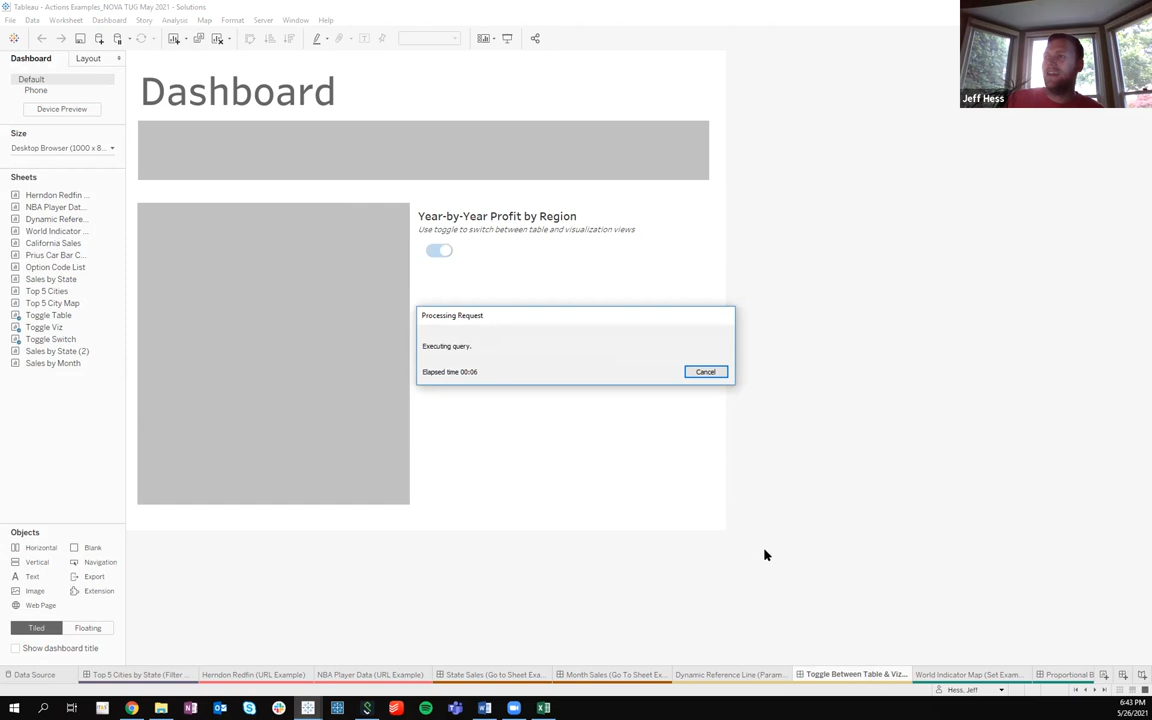 Tableau - Actions Examples_NOVA TUG May 2021 - Solutions
File Data Worksheet Dashboard Story Analysis Map Format Server Window Help
Jeff Hess
Dashboard Layout
Default
Phone
Device Preview
Size
Desktop Browser (1000 x 8...
Sheets
Herndon Redfin ...
NBA Player Dat...
Dynamic Refere...
World Indicator ...
California Sales
Prius Car Bar C...
Option Code List
Sales by State
Top 5 Cities
Top 5 City Map
Toggle Table
Toggle Viz
Toggle Switch
Sales by State (2)
Sales by Month
Objects
Horizontal Blank
Vertical Navigation
Text Export
Image Extension
Web Page
Tiled Floating
Show dashboard title
Dashboard
Year-by-Year Profit by Region
Use toggle to switch between table and visualization views
Processing Request
Executing query.
Elapsed time 00:06 Cancel
Data Source Top 5 Cities by State (Filter ... Herndon Redfin (URL Example) NBA Player Data (URL Example) State Sales (Go to Sheet Exa... Month Sales (Go To Sheet Ex... Dynamic Reference Line (Param... Toggle Between Table & Viz... World Indicator Map (Set Exam... Proportional B
Hess, Jeff
6:43 PM
5/26/2021